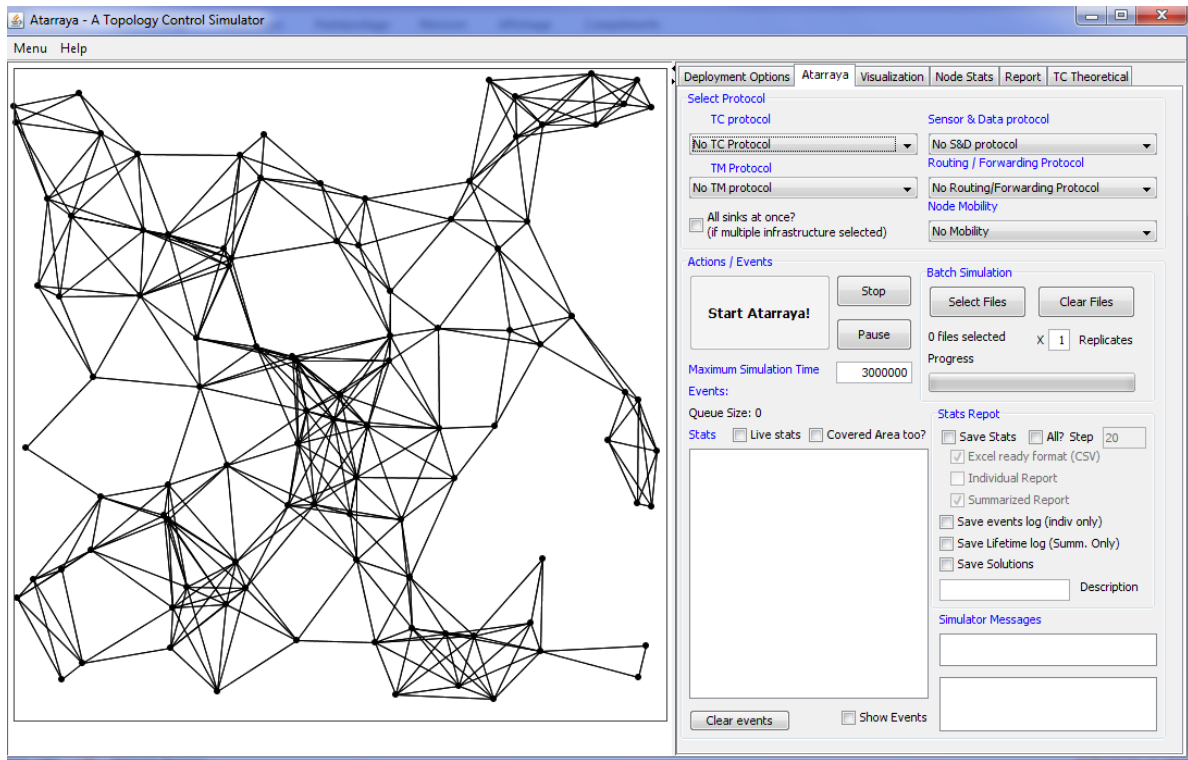 Atarraya - A Topology Control Simulator
Menu Help
Deployment Options Atarraya Visualization Node Stats Report TC Theoretical
Select Protocol
TC protocol
Sensor & Data protocol
No TC Protocol
No S&D protocol
TM Protocol
Routing / Forwarding Protocol
No TM protocol
No Routing/Forwarding Protocol
Node Mobility
All sinks at once?
(if multiple infrastructure selected)
No Mobility
Actions / Events
Batch Simulation
Start Atarraya!
Stop
Pause
Select Files
Clear Files
0 files selected
X 1 Replicates
Progress
Maximum Simulation Time
3000000
Events:
Queue Size: 0
Stats Live stats Covered Area too?
Stats Repot
Save Stats All? Step 20
Excel ready format (CSV)
Individual Report
Summarized Report
Save events log (indiv only)
Save Lifetime log (Summ. Only)
Save Solutions
Description
Simulator Messages
Clear events
Show Events